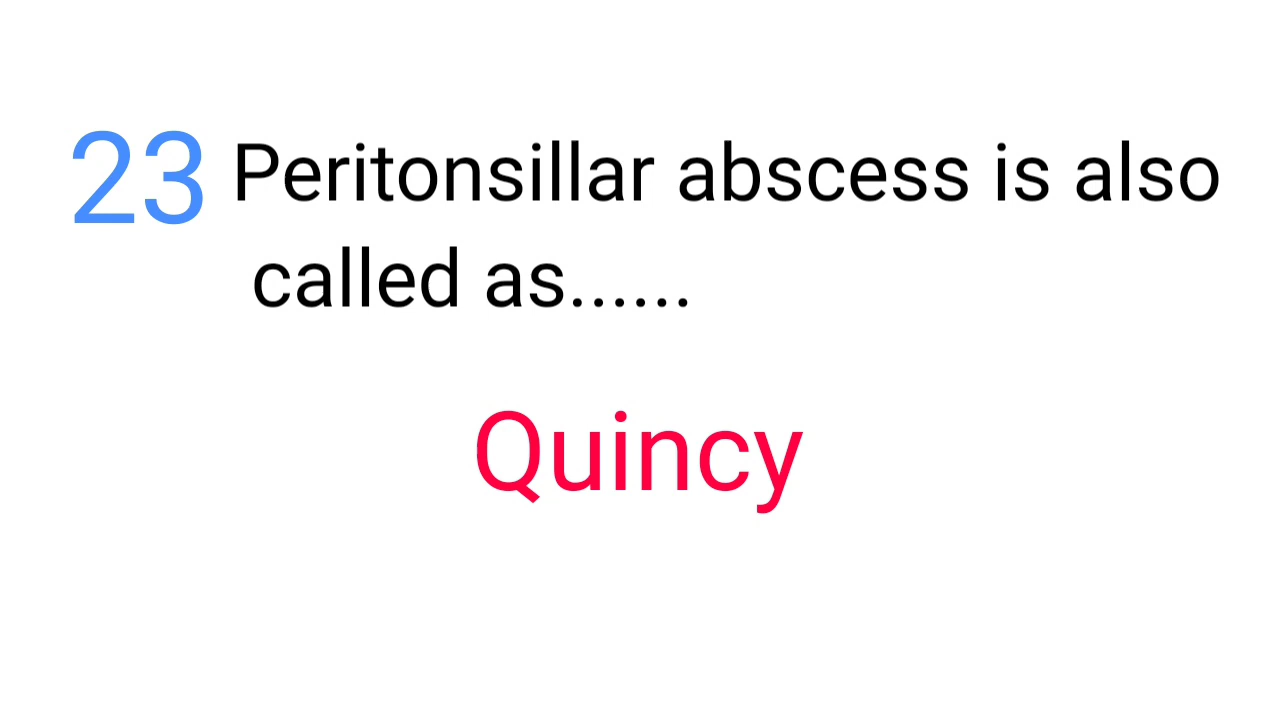 23 Peritonsillar abscess is also
called as......
Quincy